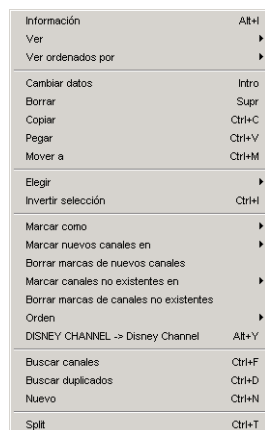 Información Alt+I
Ver
Ver ordenados por
Cambiar datos Intro
Borrar Supr
Copiar Ctrl+C
Pegar Ctrl+V
Mover a Ctrl+M
Elegir
Invertir selección Ctrl+I
Marcar como
Marcar nuevos canales en
Borrar marcas de nuevos canales
Marcar canales no existentes en
Borrar marcas de canales no existentes
Orden
DISNEY CHANNEL -> Disney Channel Alt+Y
Buscar canales Ctrl+F
Buscar duplicados Ctrl+D
Nuevo Ctrl+N
Split Ctrl+T